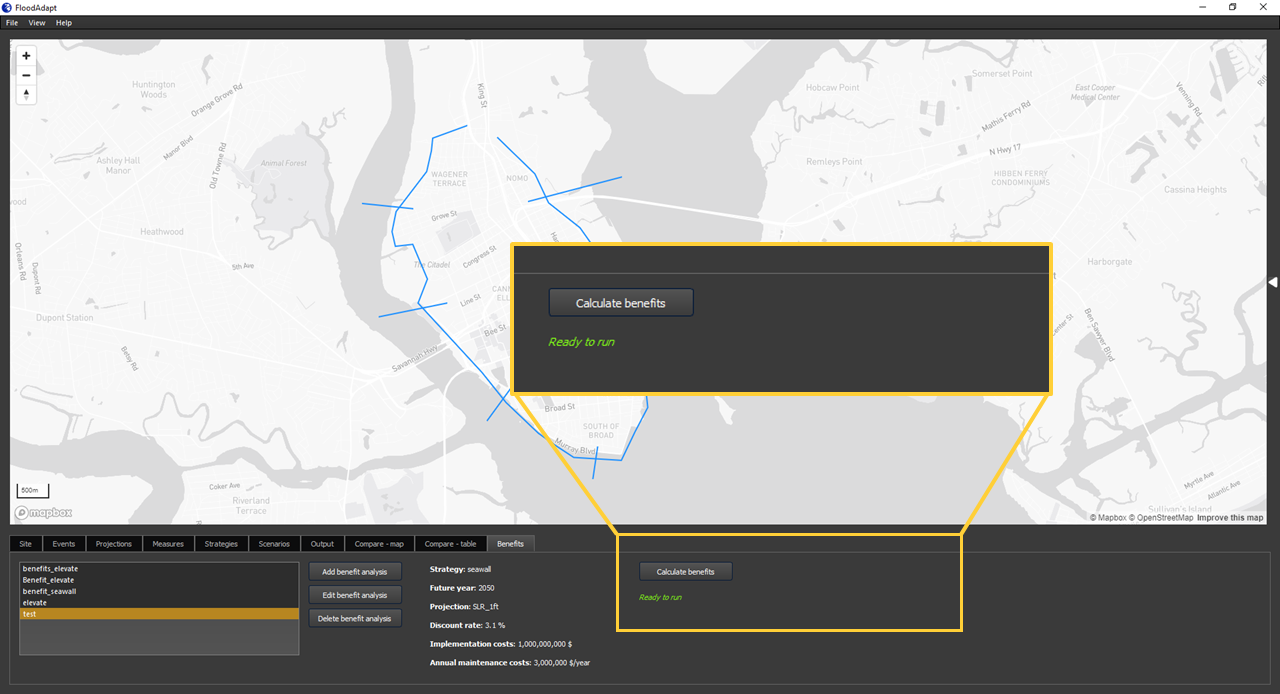 FloodAdapt
File View Help
Huntington Woods
Orange Grove Rd
Manor Blvd
Ashley Hall Manor
Old Towne Rd
Animal Forest
wood
Heathwood
Orleans Rd
Dupont Rd
5th Ave
Dupont Station
Betsy Rd
Savannah Hwy
Coker Ave
Riverland Terrace
King St
WAGENER TERRACE
NOMO
Grove St
The Citadel
Congress St
Line St
Bee St
Broad St
SOUTH OF BROAD
Murray Blvd
Somerset Point
Hobcaw Point
East Cooper Medical Center
Venning Rd
Mathis Ferry Rd
N Hwy 17
Romleys Point
HIBBEN FERRY CONDOMINIUMS
Cassina Heights
Harborgate
Center St
Ben Sawyer Blvd
Myrtle Ave
Atlantic Ave
Sullivan's Island
Calculate benefits
Ready to run
500m
mapbox
© Mapbox © OpenStreetMap Improve this map
Site Events Projections Measures Strategies Scenarios Output Compare - map Compare - table Benefits
benefits_elevate
Benefit_elevate
benefit_seawall
elevate
test
Add benefit analysis
Edit benefit analysis
Delete benefit analysis
Strategy: seawall
Future year: 2050
Projection: SLR_1ft
Discount rate: 3.1 %
Implementation costs: 1,000,000,000 $
Annual maintenance costs: 3,000,000 $/year
Calculate benefits
Ready to run